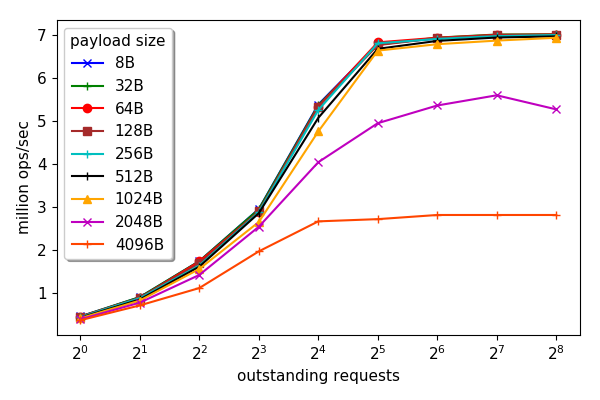 payload size
8B
32B
64B
128B
256B
512B
1024B
2048B
4096B
7
6
5
4
3
2
1
million ops/sec
2⁰ 2¹ 2² 2³ 2⁴ 2⁵ 2⁶ 2⁷ 2⁸
outstanding requests